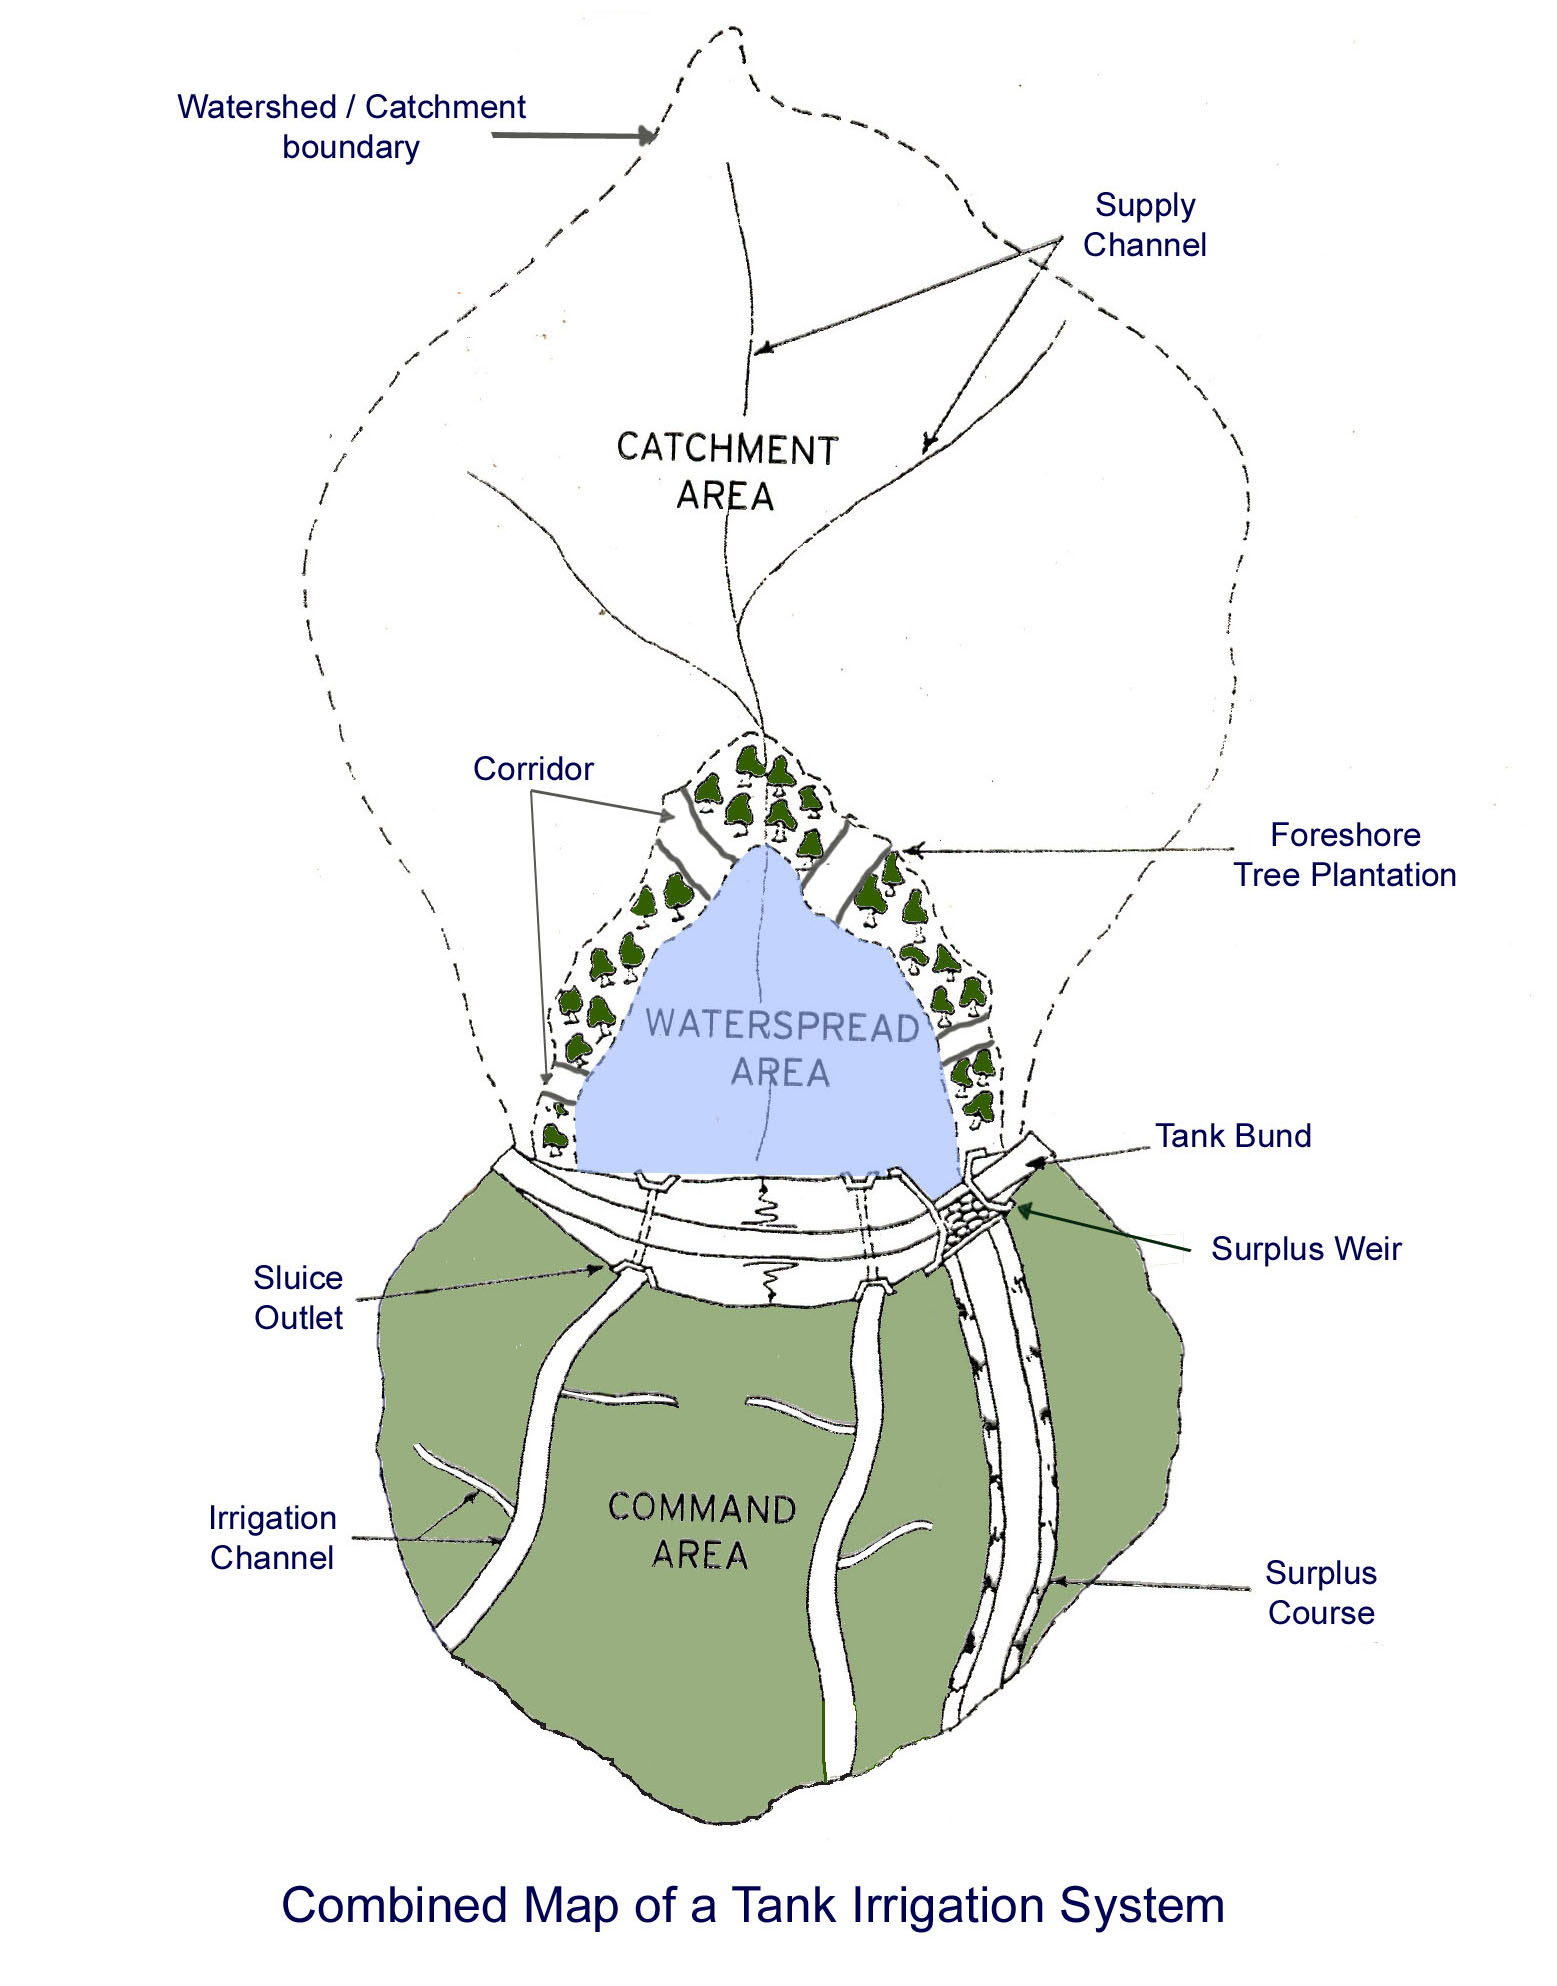 Watershed / Catchment
boundary
Supply
Channel
CATCHMENT
AREA
Corridor
Foreshore
Tree Plantation
WATERSPREAD
AREA
Tank Bund
Surplus Weir
Sluice
Outlet
COMMAND
AREA
Irrigation
Channel
Surplus
Course
Combined Map of a Tank Irrigation System